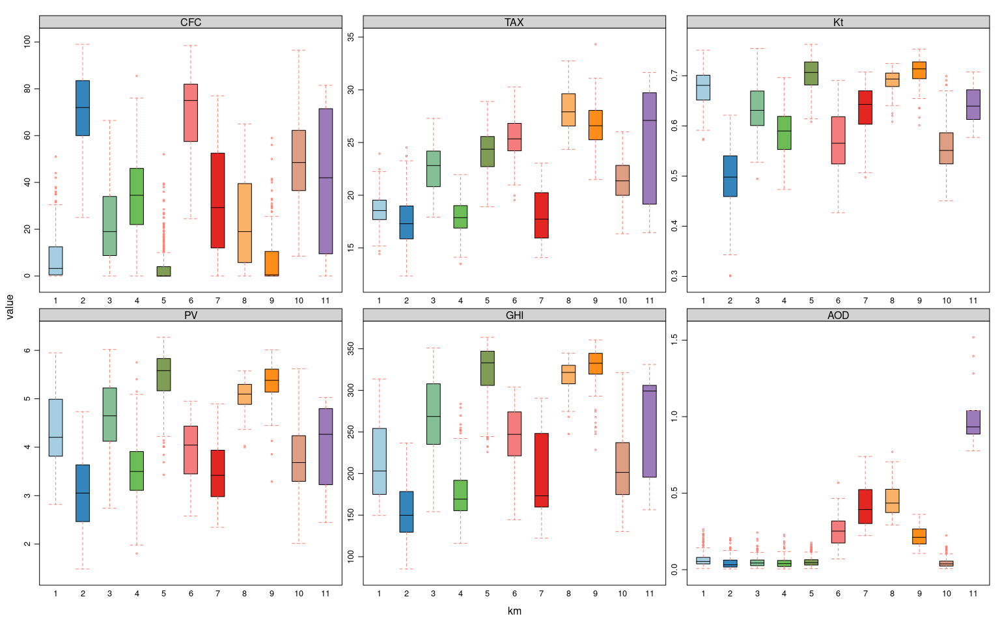 CFC TAX Kt
0 20 40 60 80 100
15 20 25 30 35
0.3 0.4 0.5 0.6 0.7
1 2 3 4 5 6 7 8 9 10 11
1 2 3 4 5 6 7 8 9 10 11
1 2 3 4 5 6 7 8 9 10 11
value
PV GHI AOD
2 3 4 5 6
100 150 200 250 300 350
0.0 0.5 1.0 1.5
1 2 3 4 5 6 7 8 9 10 11
1 2 3 4 5 6 7 8 9 10 11
1 2 3 4 5 6 7 8 9 10 11
km